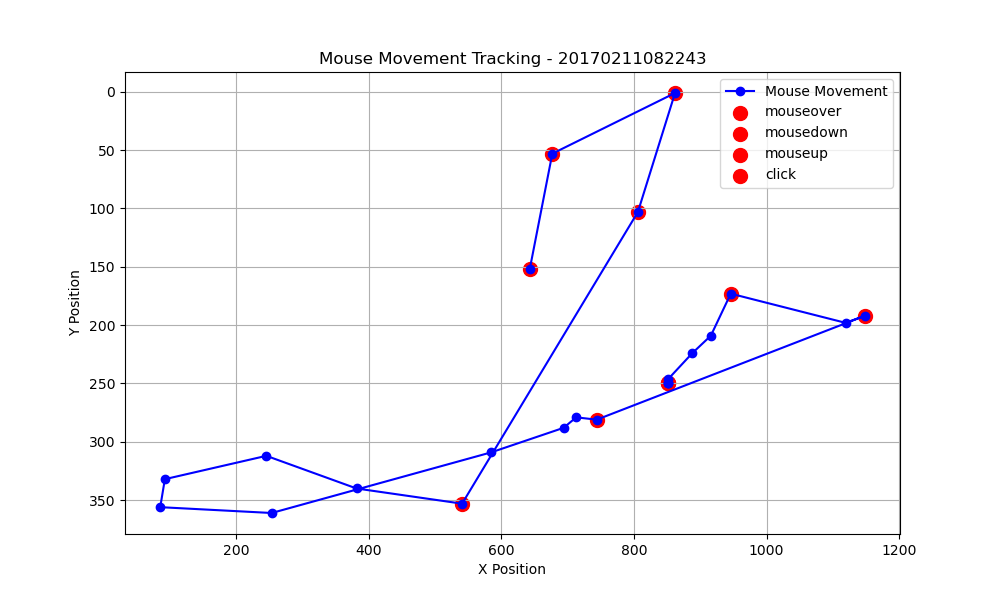 Mouse Movement Tracking - 20170211082243
Mouse Movement
mouseover
mousedown
mouseup
click
Y Position
0
50
100
150
200
250
300
350
200
400
600
800
1000
1200
X Position